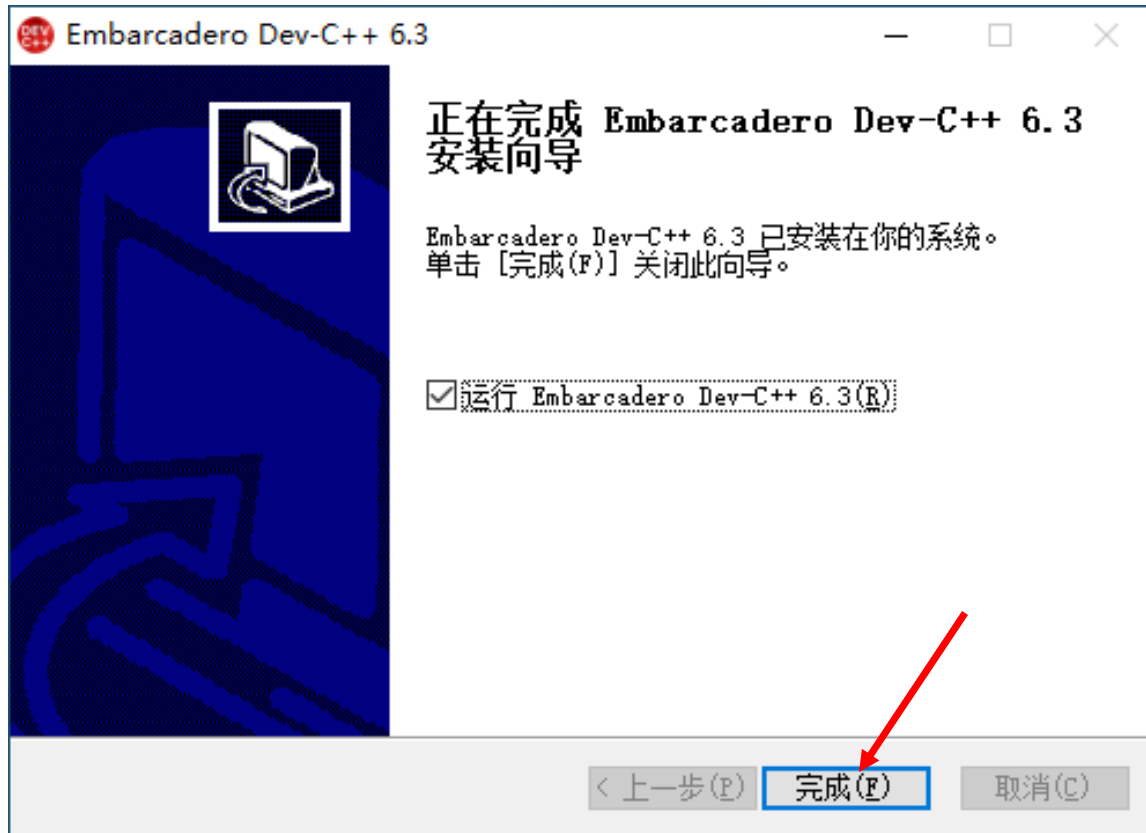 DEV C++
Embarcadero Dev-C++ 6.3
正在完成 Embarcadero Dev-C++ 6.3
安装向导
Embarcadero Dev-C++ 6.3 已安装在你的系统。
单击 [完成(F)] 关闭此向导。
运行 Embarcadero Dev-C++ 6.3(R)
< 上一步(P)
完成(F)
取消(C)